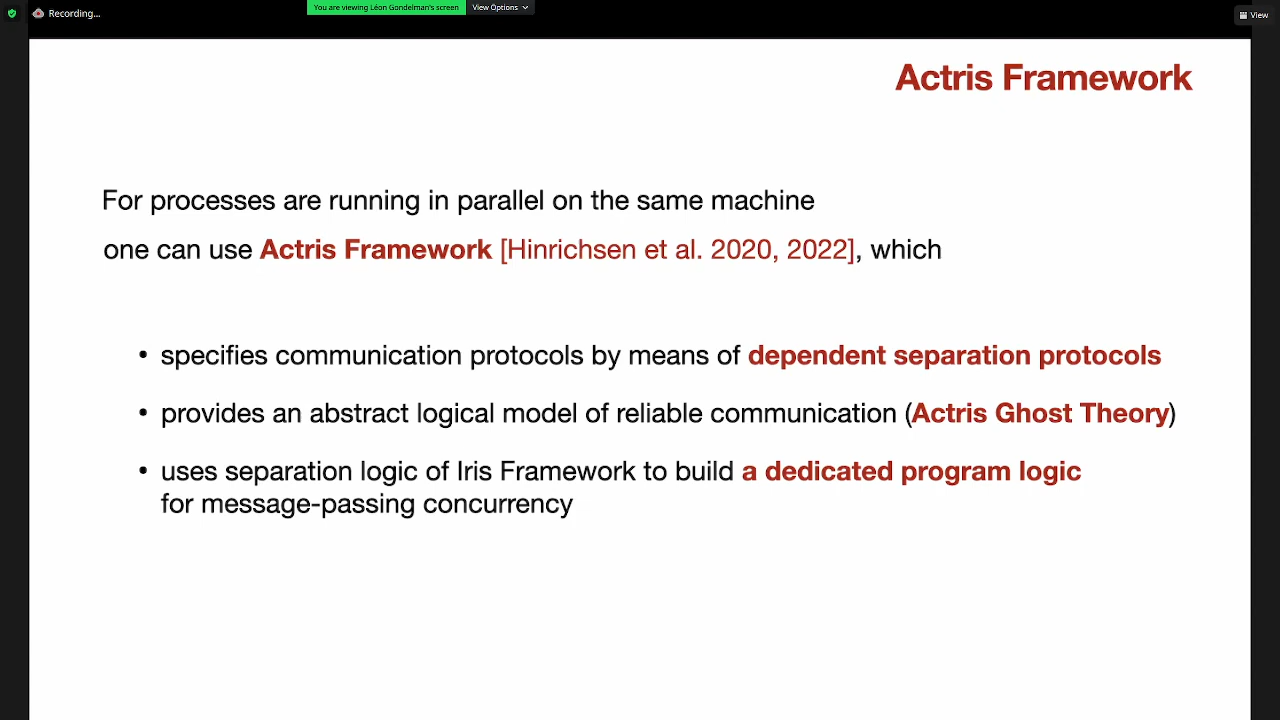 Recording...
You are viewing Léon Gondelman's screen
View Options
View
Actris Framework
For processes are running in parallel on the same machine
one can use Actris Framework [Hinrichsen et al. 2020, 2022], which
• specifies communication protocols by means of dependent separation protocols
• provides an abstract logical model of reliable communication (Actris Ghost Theory)
• uses separation logic of Iris Framework to build a dedicated program logic
for message-passing concurrency